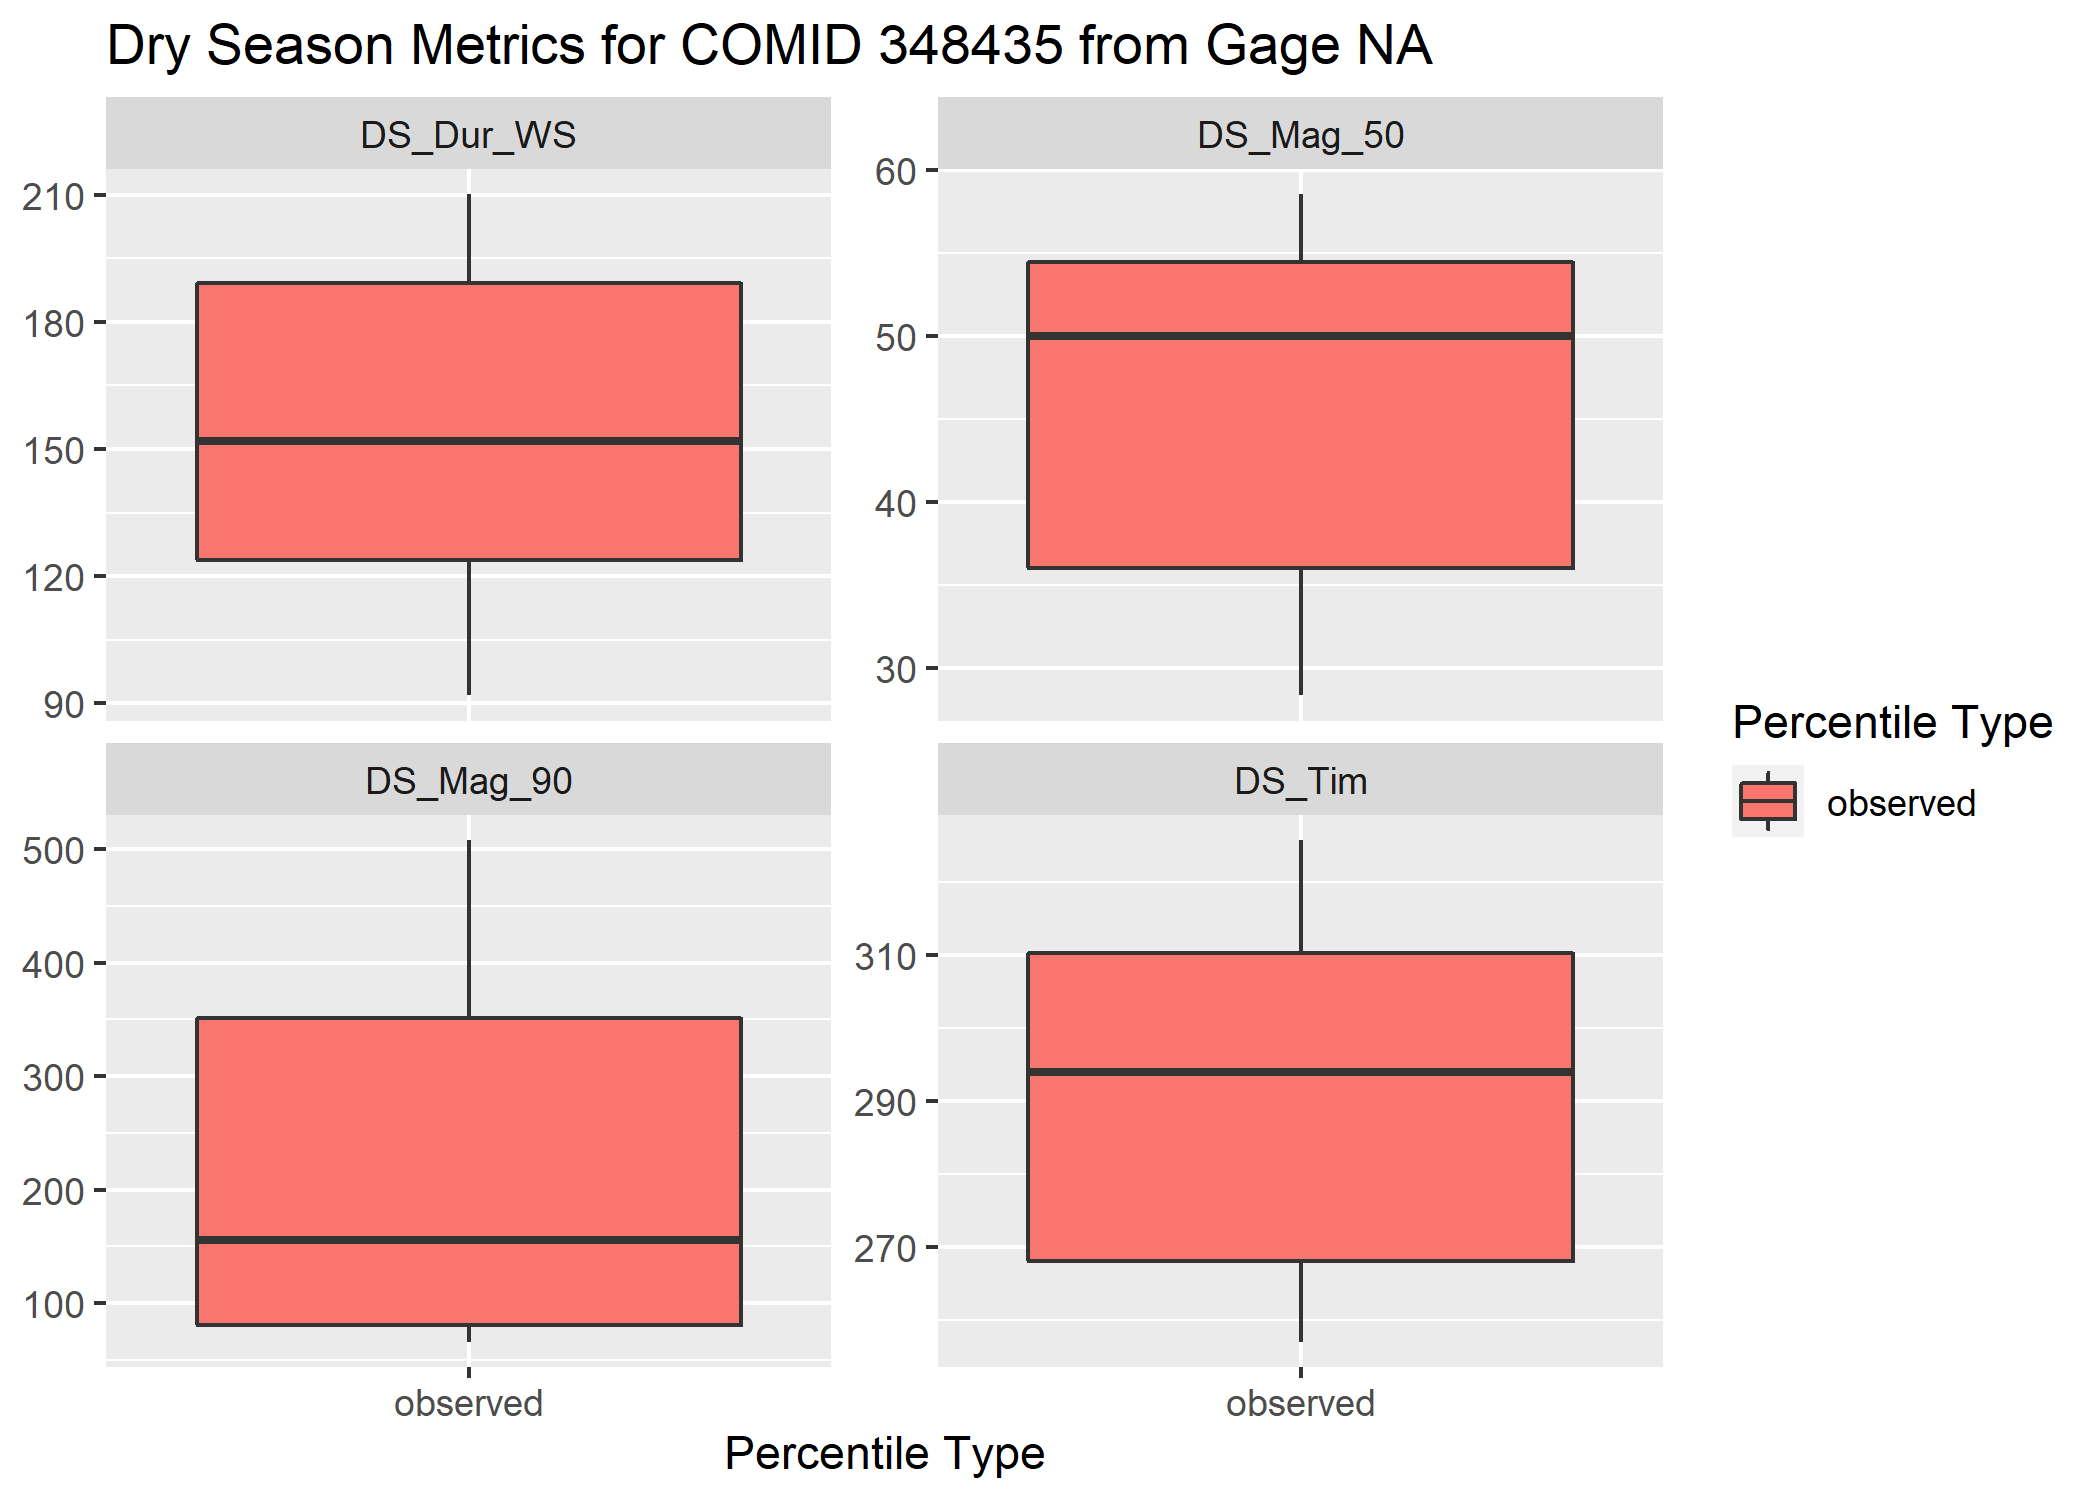 Dry Season Metrics for COMID 348435 from Gage NA
DS_Dur_WS
210
180
150
120
90
DS_Mag_50
60
50
40
30
DS_Mag_90
500
400
300
200
100
observed
DS_Tim
310
290
270
observed
Percentile Type
Percentile Type
observed